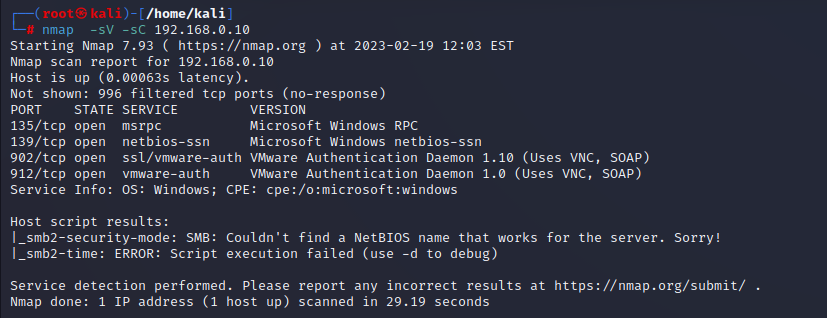 ┌──(root㉿kali)-[/home/kali]
└─# nmap  -sV -sC 192.168.0.10
Starting Nmap 7.93 ( https://nmap.org ) at 2023-02-19 12:03 EST
Nmap scan report for 192.168.0.10
Host is up (0.00063s latency).
Not shown: 996 filtered tcp ports (no-response)
PORT    STATE SERVICE         VERSION
135/tcp open  msrpc           Microsoft Windows RPC
139/tcp open  netbios-ssn     Microsoft Windows netbios-ssn
902/tcp open  ssl/vmware-auth VMware Authentication Daemon 1.10 (Uses VNC, SOAP)
912/tcp open  vmware-auth     VMware Authentication Daemon 1.0 (Uses VNC, SOAP)
Service Info: OS: Windows; CPE: cpe:/o:microsoft:windows

Host script results:
|_smb2-security-mode: SMB: Couldn't find a NetBIOS name that works for the server. Sorry!
|_smb2-time: ERROR: Script execution failed (use -d to debug)

Service detection performed. Please report any incorrect results at https://nmap.org/submit/ .
Nmap done: 1 IP address (1 host up) scanned in 29.19 seconds